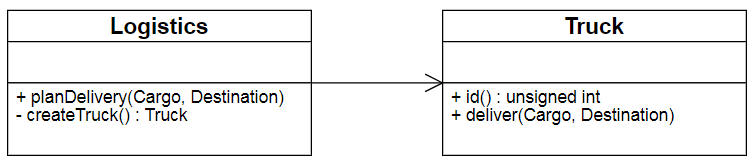 Logistics
+ planDelivery(Cargo, Destination)
- createTruck() : Truck
Truck
+ id() : unsigned int
+ deliver(Cargo, Destination)